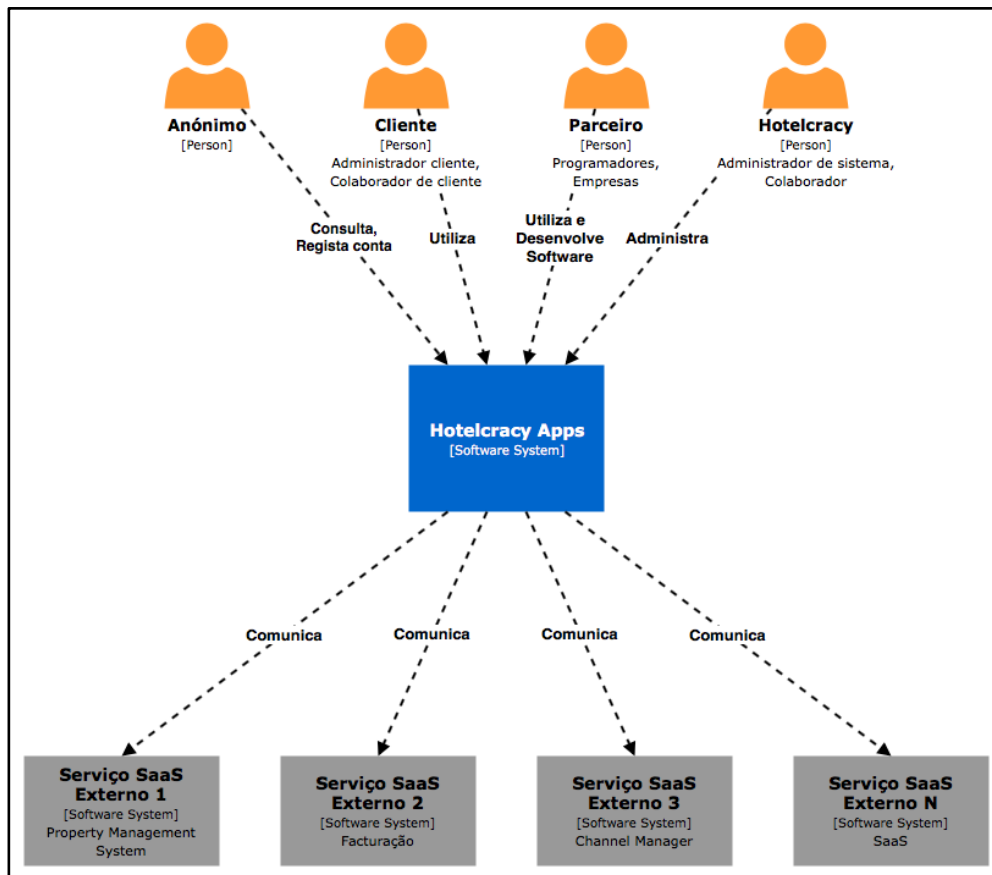 Anónimo
[Person]
Cliente
[Person]
Administrador cliente,
Colaborador de cliente
Parceiro
[Person]
Programadores,
Empresas
Hotelcracy
[Person]
Administrador de sistema,
Colaborador
Consulta,
Regista conta
Utiliza
Utiliza e
Desenvolve
Software
Administra
Hotelcracy Apps
[Software System]
Comunica
Comunica
Comunica
Comunica
Serviço SaaS
Externo 1
[Software System]
Property Management
System
Serviço SaaS
Externo 2
[Software System]
Facturação
Serviço SaaS
Externo 3
[Software System]
Channel Manager
Serviço SaaS
Externo N
[Software System]
SaaS